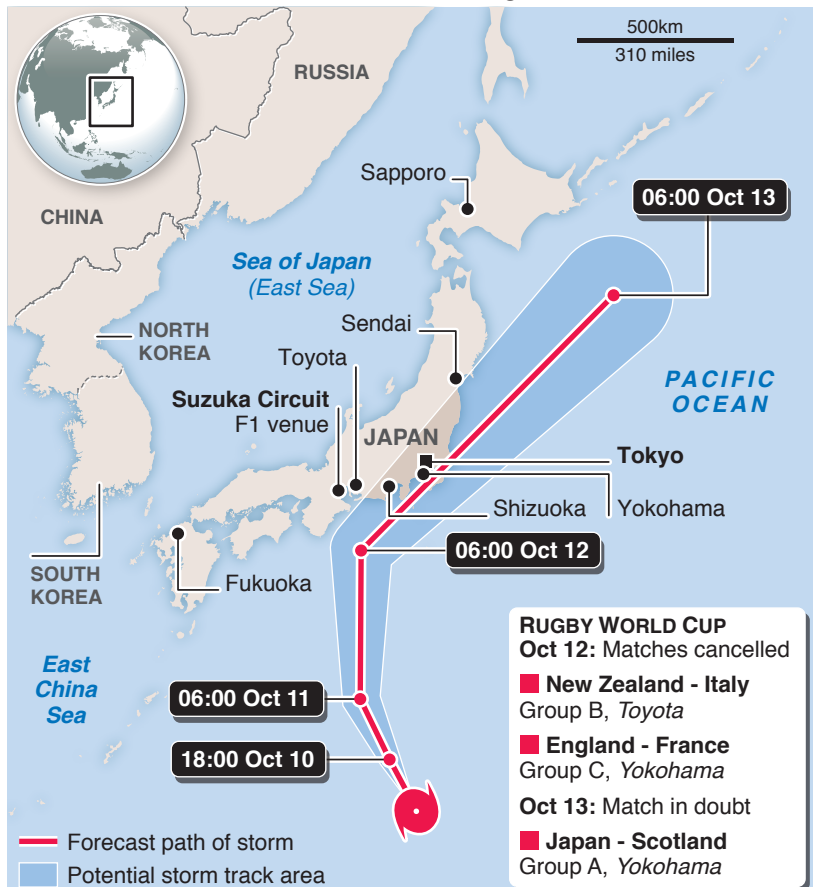 500km
310 miles
RUSSIA
CHINA
Sapporo
06:00 Oct 13
Sea of Japan
(East Sea)
NORTH
KOREA
Sendai
Toyota
Suzuka Circuit
F1 venue
PACIFIC
OCEAN
JAPAN
Tokyo
Shizuoka
Yokohama
06:00 Oct 12
SOUTH
KOREA
Fukuoka
East
China
Sea
06:00 Oct 11
18:00 Oct 10
RUGBY WORLD CUP
Oct 12: Matches cancelled
New Zealand - Italy
Group B, Toyota
England - France
Group C, Yokohama
Oct 13: Match in doubt
Japan - Scotland
Group A, Yokohama
Forecast path of storm
Potential storm track area